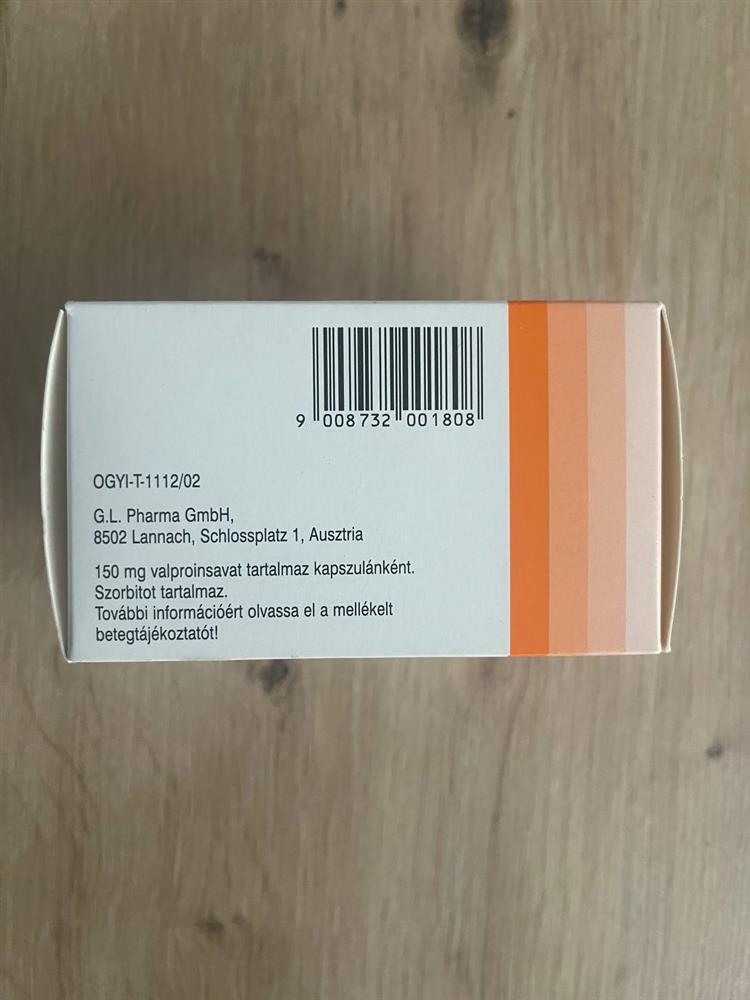 9 008732 001808
OGYI-T-1112/02
G.L. Pharma GmbH,
8502 Lannach, Schlossplatz 1, Ausztria
150 mg valproinsavat tartalmaz kapszulánként.
Szorbitot tartalmaz.
További információért olvassa el a mellékelt
betegtájékoztatót!